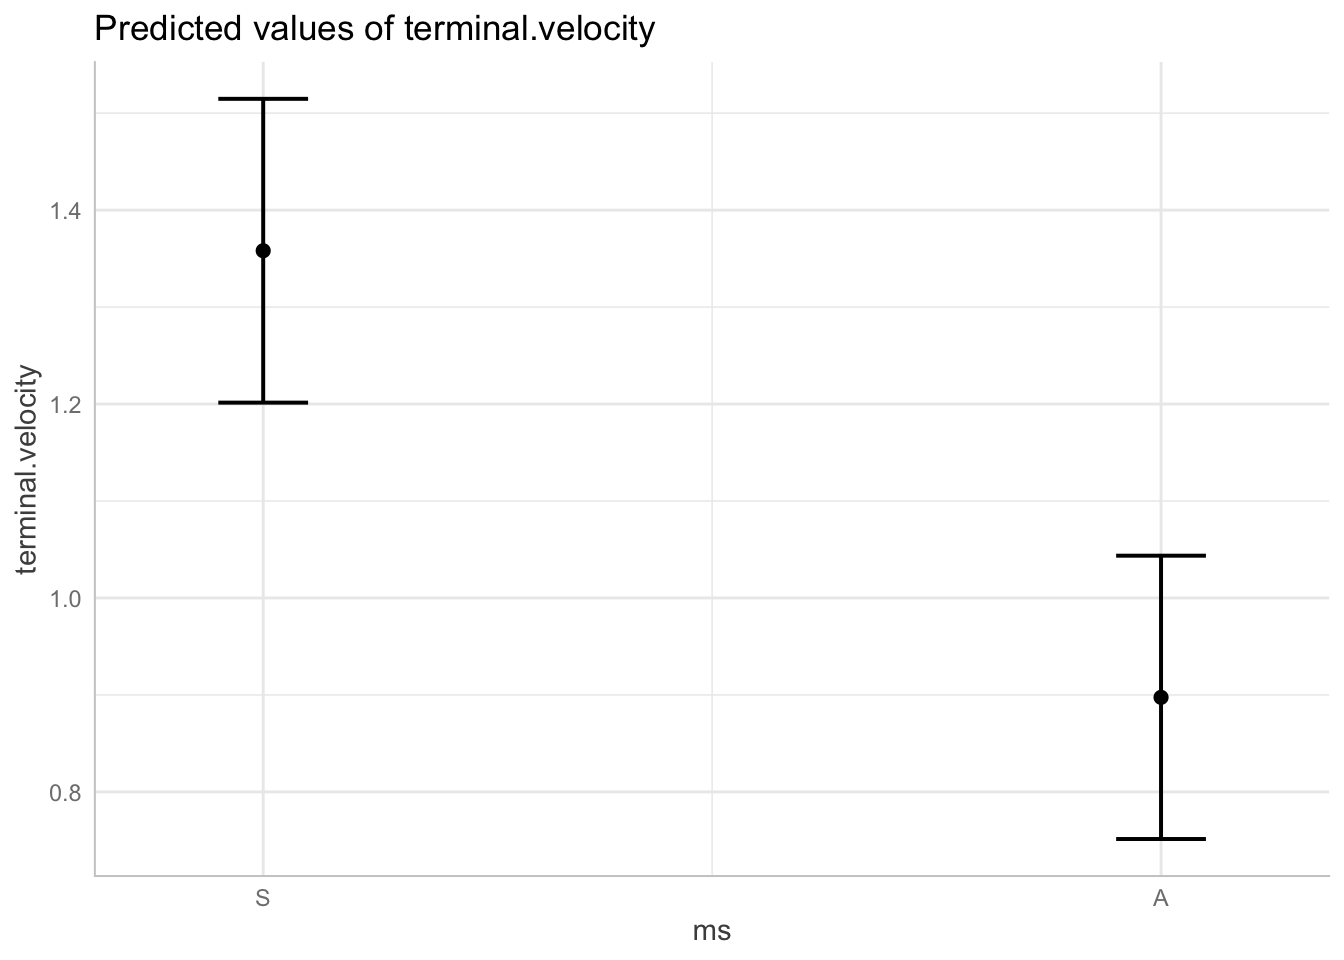 Predicted values of terminal.velocity
terminal.velocity
1.4
1.2
1.0
0.8
S
A
ms